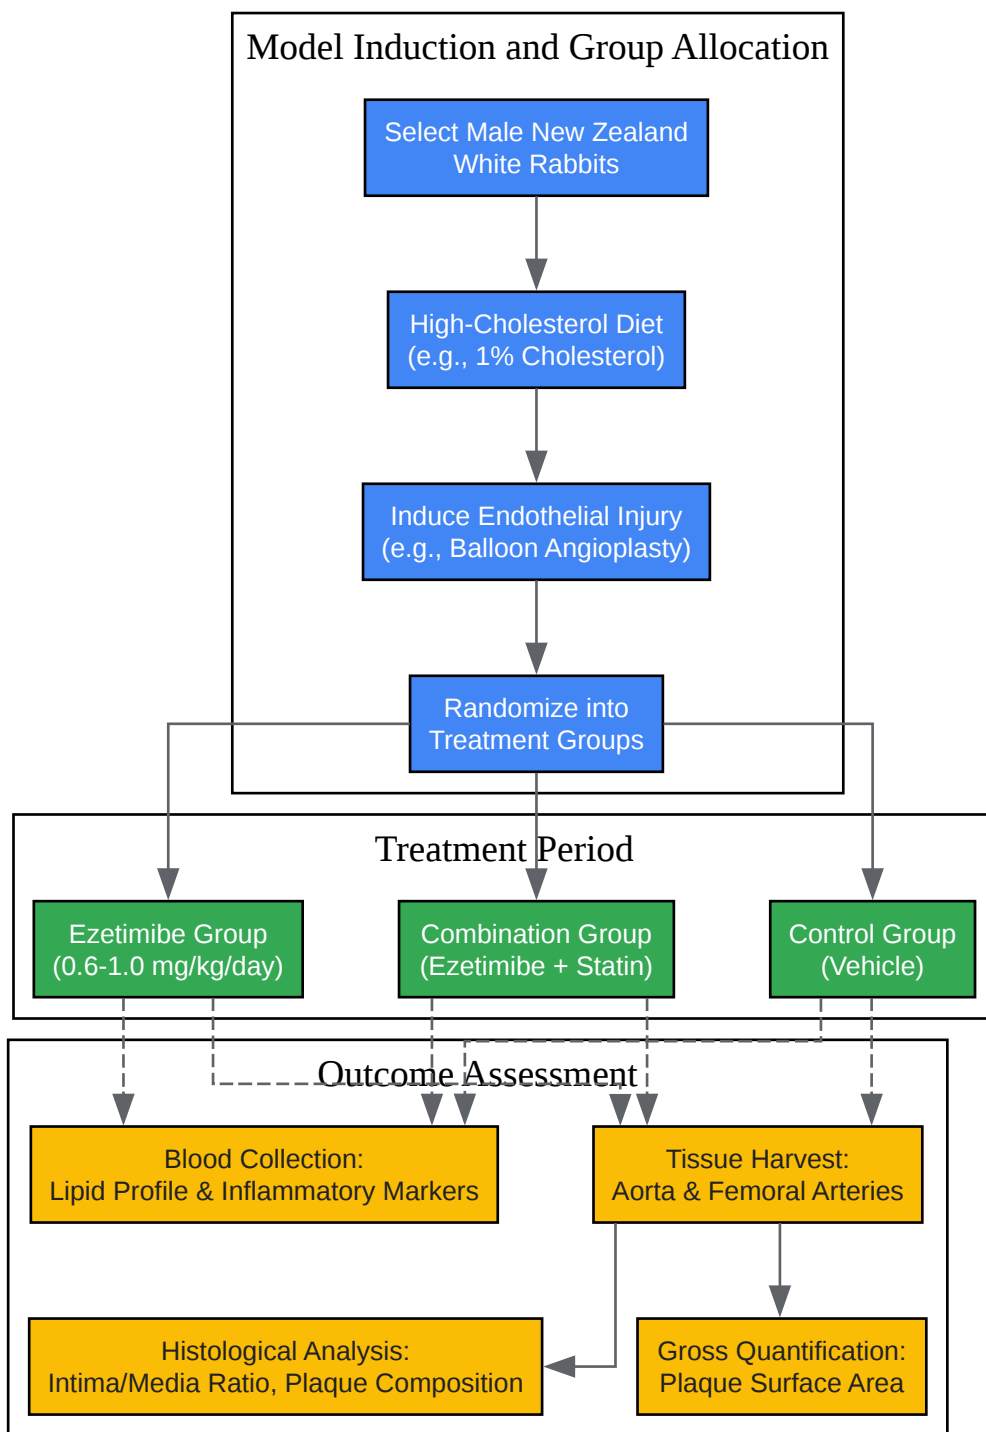 Model Induction and Group Allocation
Select Male New Zealand
White Rabbits
High-Cholesterol Diet
(e.g., 1% Cholesterol)
Induce Endothelial Injury
(e.g., Balloon Angioplasty)
Randomize into
Treatment Groups
Treatment Period
Ezetimibe Group
(0.6-1.0 mg/kg/day)
Combination Group
(Ezetimibe + Statin)
Control Group
(Vehicle)
Outcome Assessment
Blood Collection:
Lipid Profile & Inflammatory Markers
Tissue Harvest:
Aorta & Femoral Arteries
Histological Analysis:
Intima/Media Ratio, Plaque Composition
Gross Quantification:
Plaque Surface Area